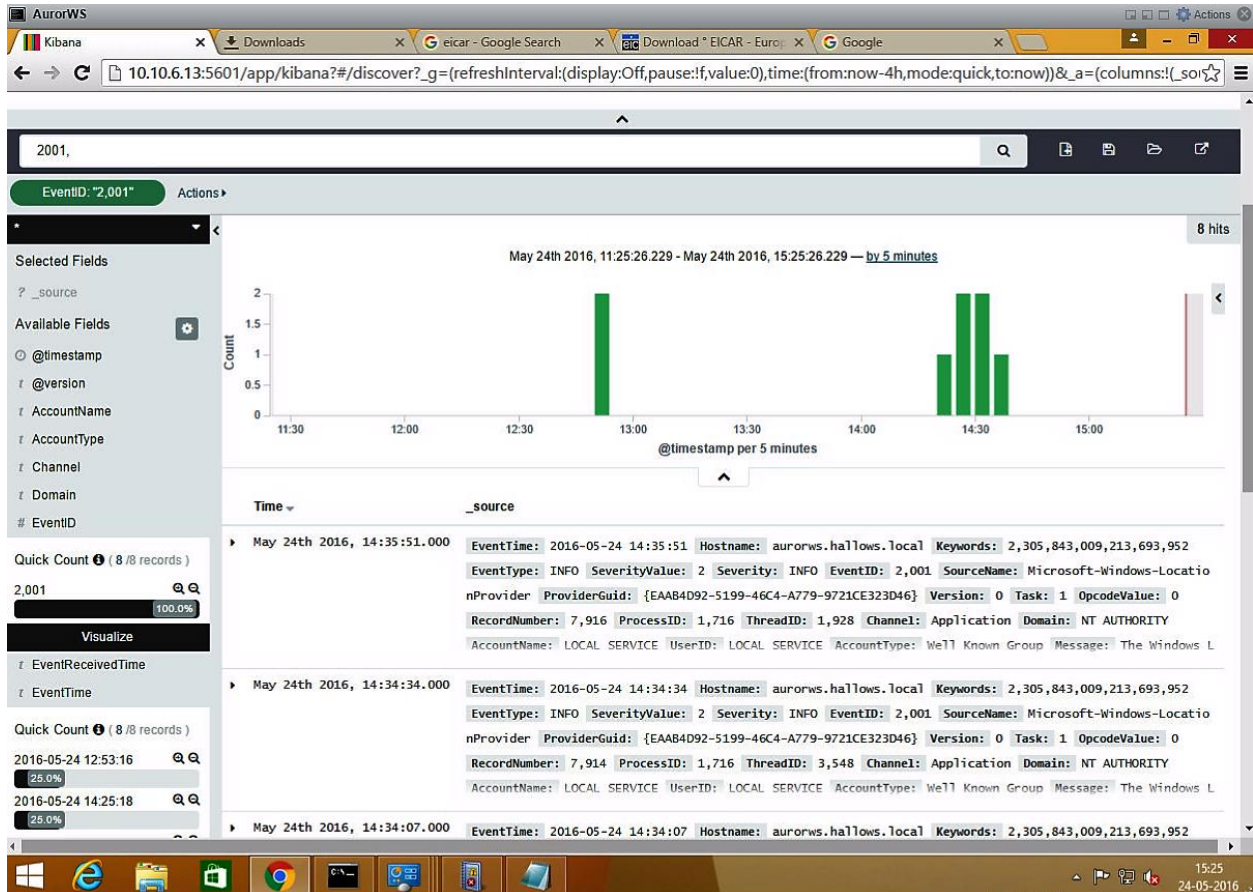 AurorWS
Actions
Kibana
Downloads
eicar - Google Search
Download ° EICAR - Europ
Google
10.10.6.13:5601/app/kibana?#/discover?_g=(refreshInterval:(display:Off,pause:!f,value:0),time:(from:now-4h,mode:quick,to:now))&_a=(columns:!(_sou
2001,
EventID: "2,001"
Actions
*
8 hits
Selected Fields
? _source
Available Fields
@timestamp
t @version
t AccountName
t AccountType
t Channel
t Domain
# EventID
Quick Count ( 8 /8 records )
2,001
100.0%
Visualize
t EventReceivedTime
t EventTime
Quick Count ( 8 /8 records )
2016-05-24 12:53:16
25.0%
2016-05-24 14:25:18
25.0%
May 24th 2016, 11:25:26.229 - May 24th 2016, 15:25:26.229 — by 5 minutes
Count
2
1.5
1
0.5
0
11:30 12:00 12:30 13:00 13:30 14:00 14:30 15:00
@timestamp per 5 minutes
Time _source
May 24th 2016, 14:35:51.000 EventTime: 2016-05-24 14:35:51 Hostname: aurorws.hallows.local Keywords: 2,305,843,009,213,693,952
EventType: INFO SeverityValue: 2 Severity: INFO EventID: 2,001 SourceName: Microsoft-Windows-Locatio
nProvider ProviderGuid: {EAAB4D92-5199-46C4-A779-9721CE323D46} Version: 0 Task: 1 OpcodeValue: 0
RecordNumber: 7,916 ProcessID: 1,716 ThreadID: 1,928 Channel: Application Domain: NT AUTHORITY
AccountName: LOCAL SERVICE UserID: LOCAL SERVICE AccountType: Well Known Group Message: The Windows L
May 24th 2016, 14:34:34.000 EventTime: 2016-05-24 14:34:34 Hostname: aurorws.hallows.local Keywords: 2,305,843,009,213,693,952
EventType: INFO SeverityValue: 2 Severity: INFO EventID: 2,001 SourceName: Microsoft-Windows-Locatio
nProvider ProviderGuid: {EAAB4D92-5199-46C4-A779-9721CE323D46} Version: 0 Task: 1 OpcodeValue: 0
RecordNumber: 7,914 ProcessID: 1,716 ThreadID: 3,548 Channel: Application Domain: NT AUTHORITY
AccountName: LOCAL SERVICE UserID: LOCAL SERVICE AccountType: Well Known Group Message: The Windows L
May 24th 2016, 14:34:07.000 EventTime: 2016-05-24 14:34:07 Hostname: aurorws.hallows.local Keywords: 2,305,843,009,213,693,952
15:25
24-05-2016